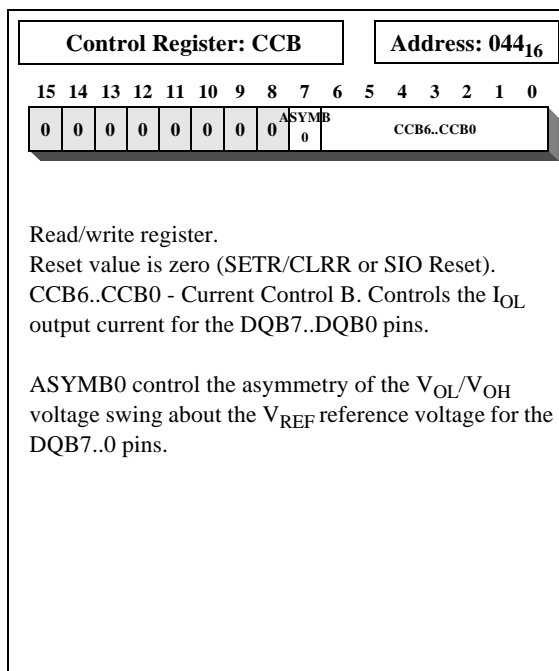 Control Register: CCB
Address: 044₁₆
15 14 13 12 11 10 9 8 7 6 5 4 3 2 1 0
0 0 0 0 0 0 0 0 ASYMB 0 CCB6..CCB0
Read/write register.
Reset value is zero (SETR/CLRR or SIO Reset).
CCB6..CCB0 - Current Control B. Controls the I_OL
output current for the DQB7..DQB0 pins.
ASYMB0 control the asymmetry of the V_OL/V_OH
voltage swing about the V_REF reference voltage for the
DQB7..0 pins.